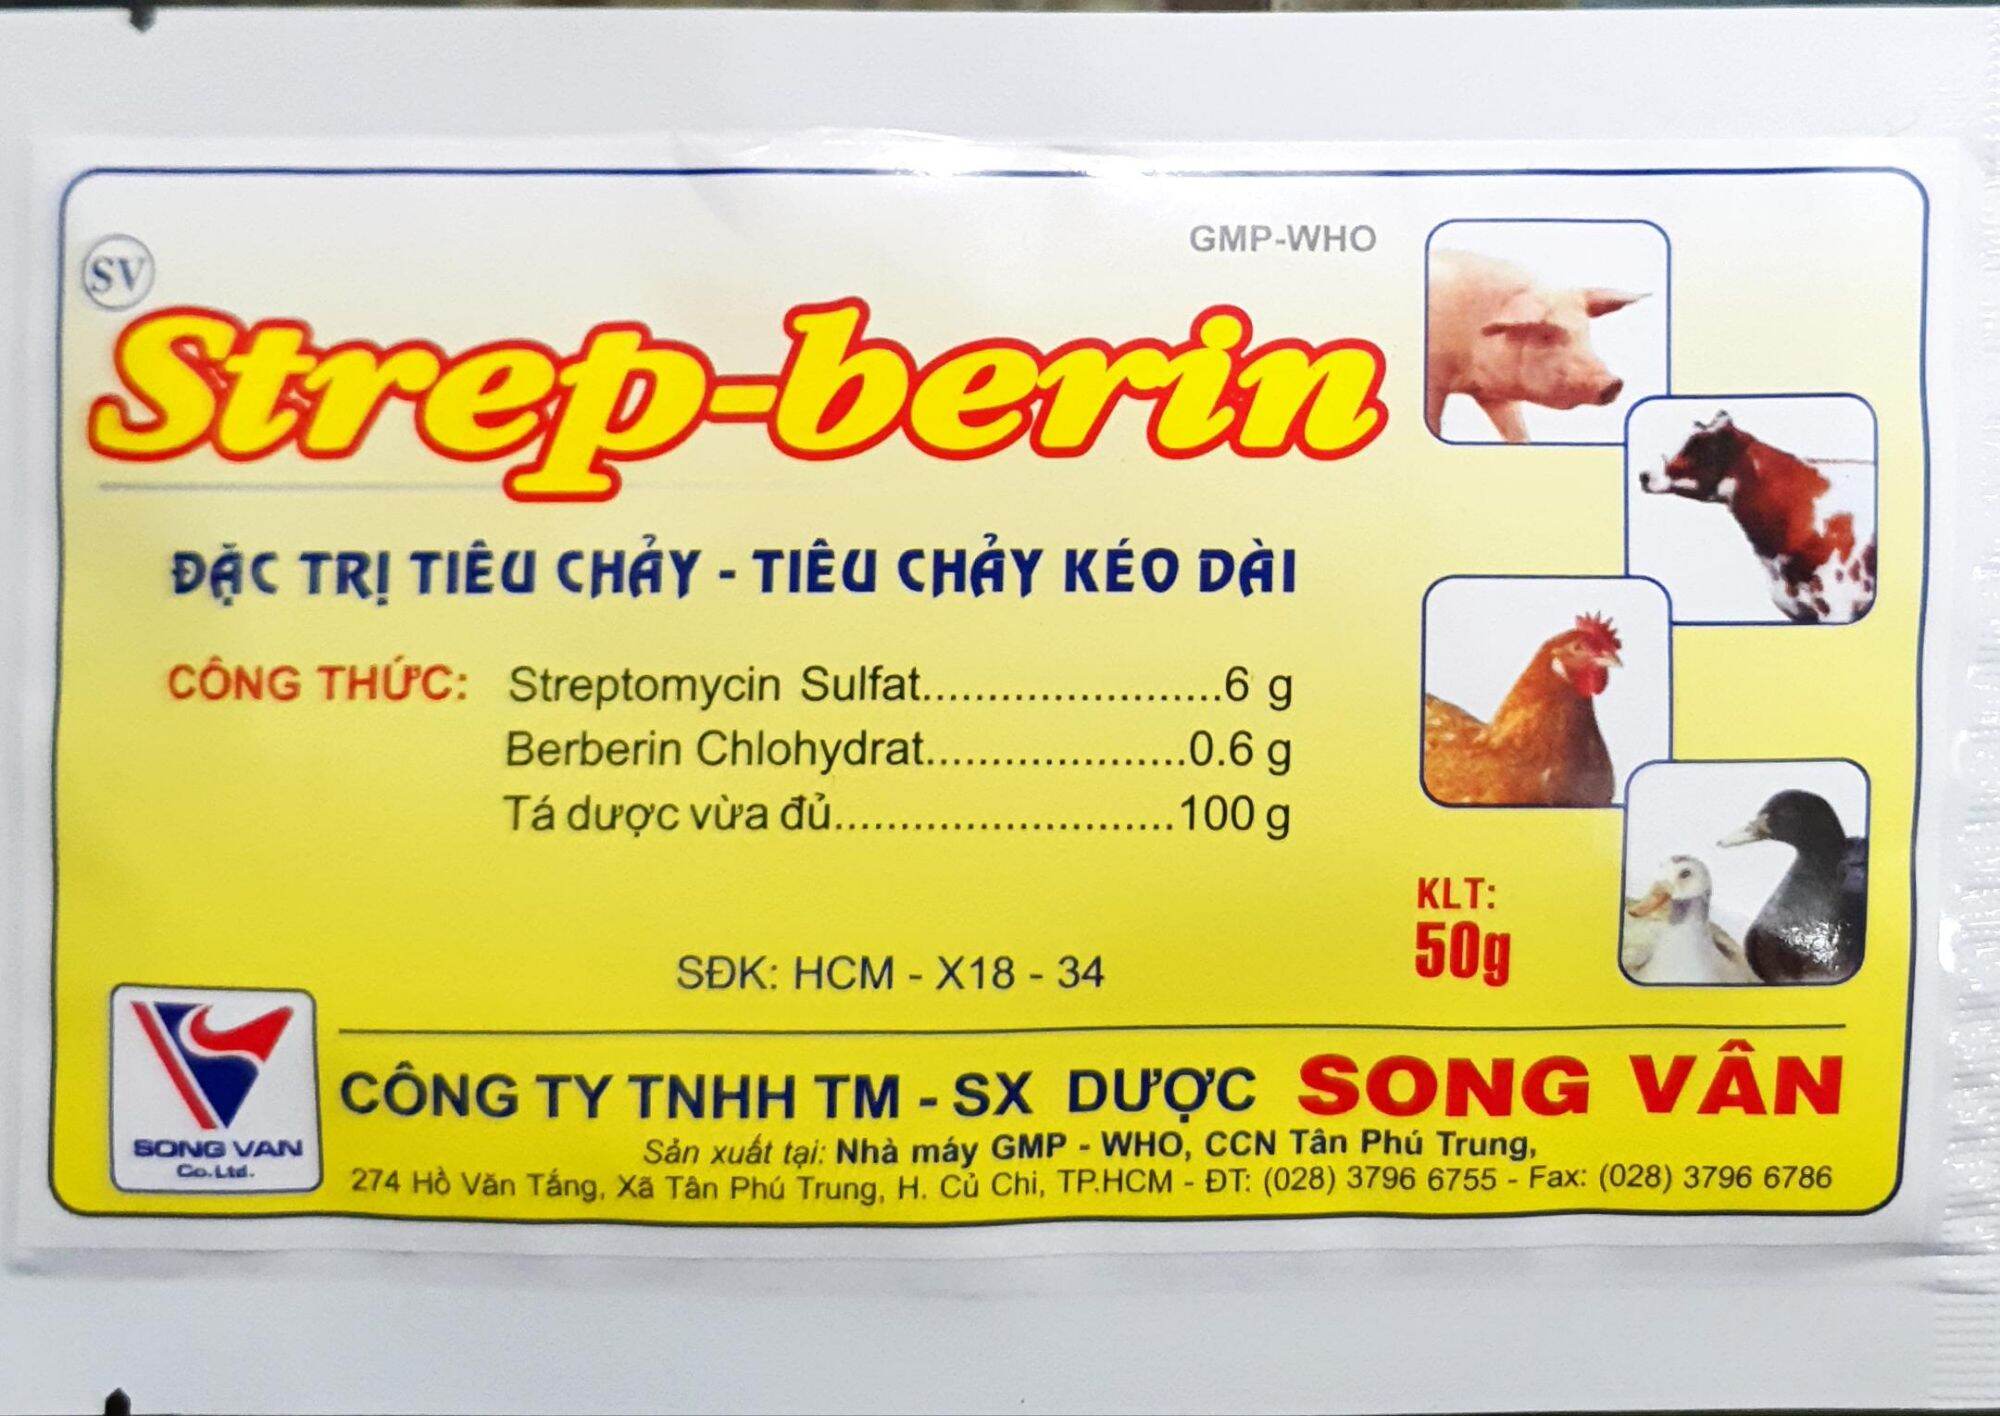 GMP-WHO
SV
Strep-berin
ĐẶC TRỊ TIÊU CHẢY - TIÊU CHẢY KÉO DÀI
CÔNG THỨC: Streptomycin Sulfat.......................6 g
Berberin Chlohydrat....................0.6 g
Tá dược vừa đủ..........................100 g
KLT:
50g
SĐK: HCM - X18 - 34
SONG VAN
Co.Ltd.
CÔNG TY TNHH TM - SX DƯỢC SONG VÂN
Sản xuất tại: Nhà máy GMP - WHO, CCN Tân Phú Trung,
274 Hồ Văn Tắng, Xã Tân Phú Trung, H. Củ Chi, TP.HCM - ĐT: (028) 3796 6755 - Fax: (028) 3796 6786